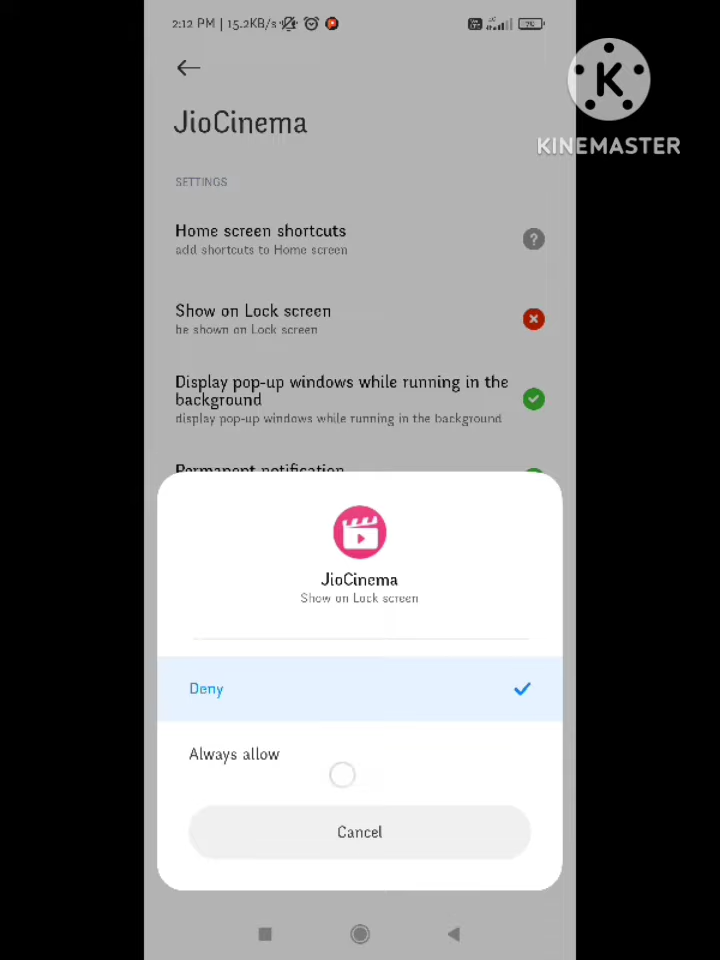 2:12 PM | 15.2KB/s
K
KINEMASTER
JioCinema
SETTINGS
Home screen shortcuts
add shortcuts to Home screen
Show on Lock screen
be shown on Lock screen
Display pop-up windows while running in the
background
display pop-up windows while running in the background
Permanent notification
JioCinema
Show on Lock screen
Deny
Always allow
Cancel